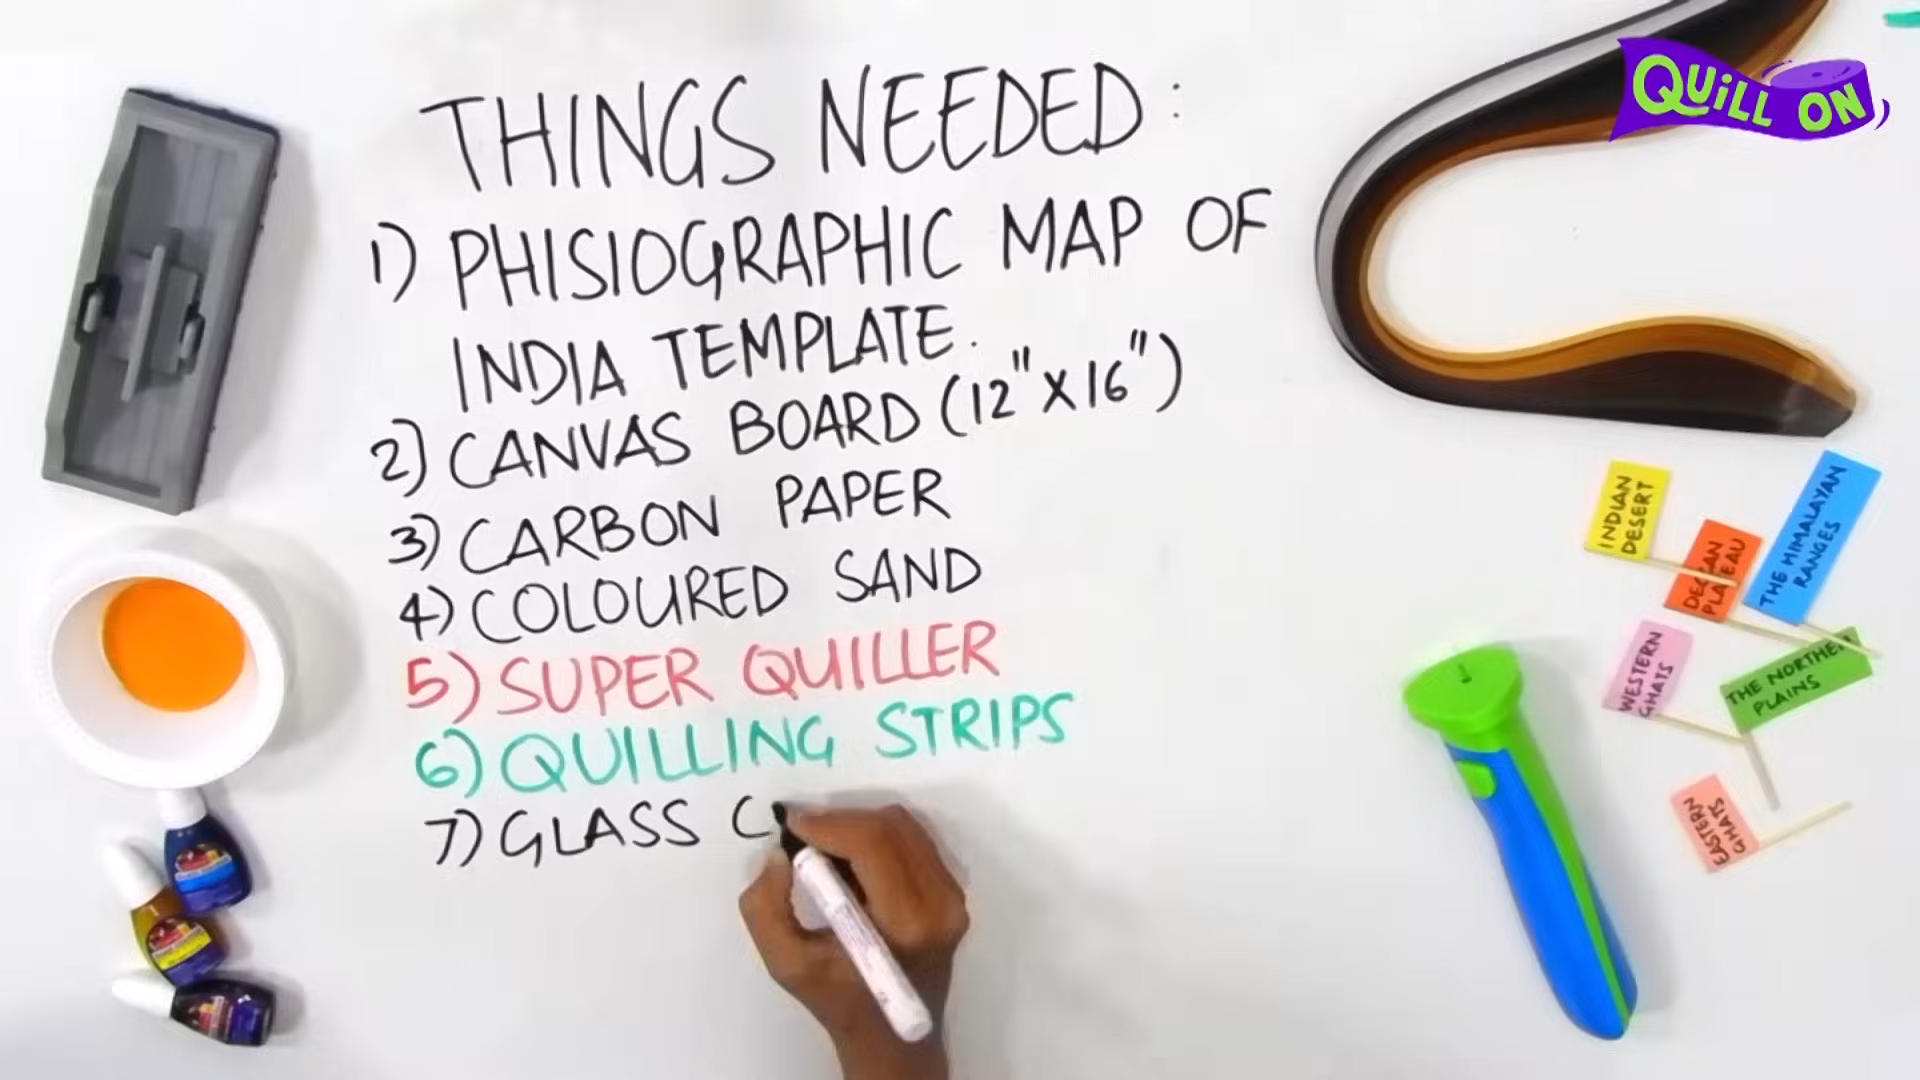 THINGS NEEDED:
1) PHISIOGRAPHIC MAP OF
INDIA TEMPLATE.
2) CANVAS BOARD (12" X 16")
3) CARBON PAPER
4) COLOURED SAND
5) SUPER QUILLER
6) QUILLING STRIPS
7) GLASS C
QUiLL ON
INDIAN
DESERT
DECCAN
PLATEAU
THE HIMALAYAN
RANGES
WESTERN
GHATS
THE NORTHE
PLAINS
EASTERN
GHATS